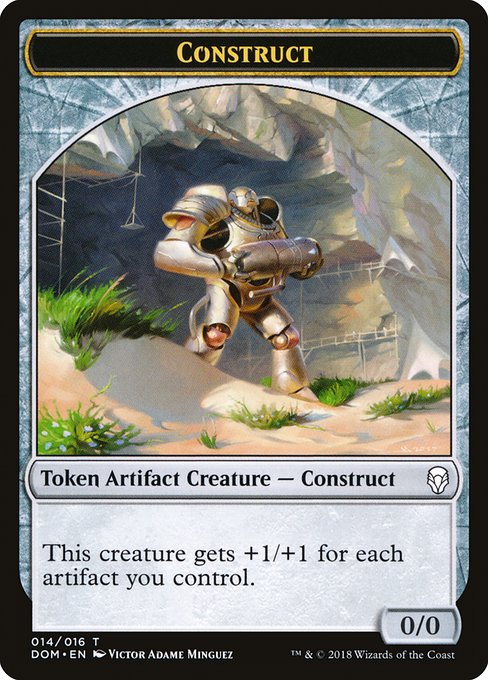 CONSTRUCT
Token Artifact Creature — Construct
This creature gets +1/+1 for each
artifact you control.
0/0
014/016 T
DOM • EN VICTOR ADAME MINGUEZ
™ & © 2018 Wizards of the Coast